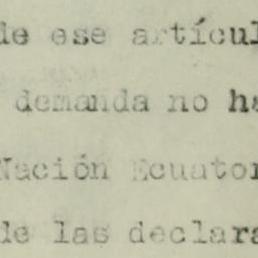 de ese artícul
demanda no ha
Nación Ecuator
de las declara